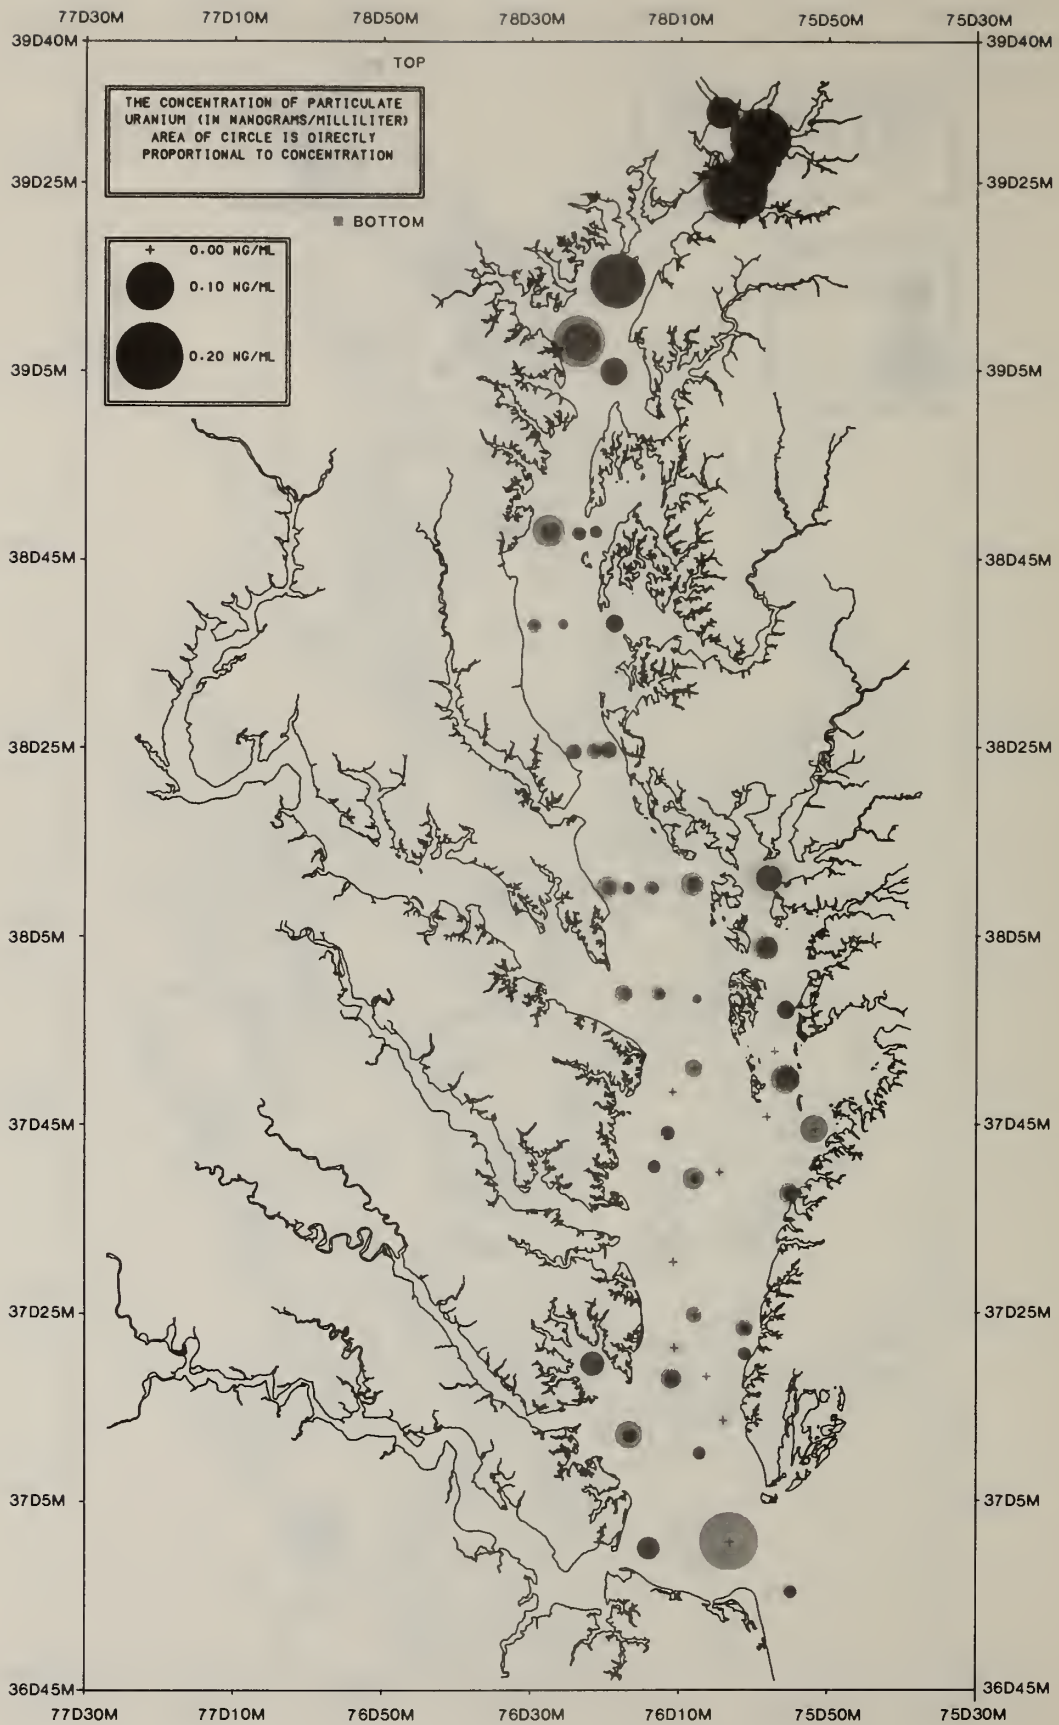 77D30M 77D10M 78D50M 78D30M 78D10M 75D50M 75D30M
39D40M 39D40M
TOP
THE CONCENTRATION OF PARTICULATE
URANIUM (IN NANOGRAMS/MILLILITER)
AREA OF CIRCLE IS DIRECTLY
PROPORTIONAL TO CONCENTRATION
39D25M 39D25M
BOTTOM
+ 0.00 NG/ML
0.10 NG/ML
0.20 NG/ML
39D5M 39D5M
38D45M 38D45M
38D25M 38D25M
38D5M 38D5M
37D45M 37D45M
37D25M 37D25M
37D5M 37D5M
36D45M 36D45M
77D30M 77D10M 76D50M 76D30M 76D10M 75D50M 75D30M